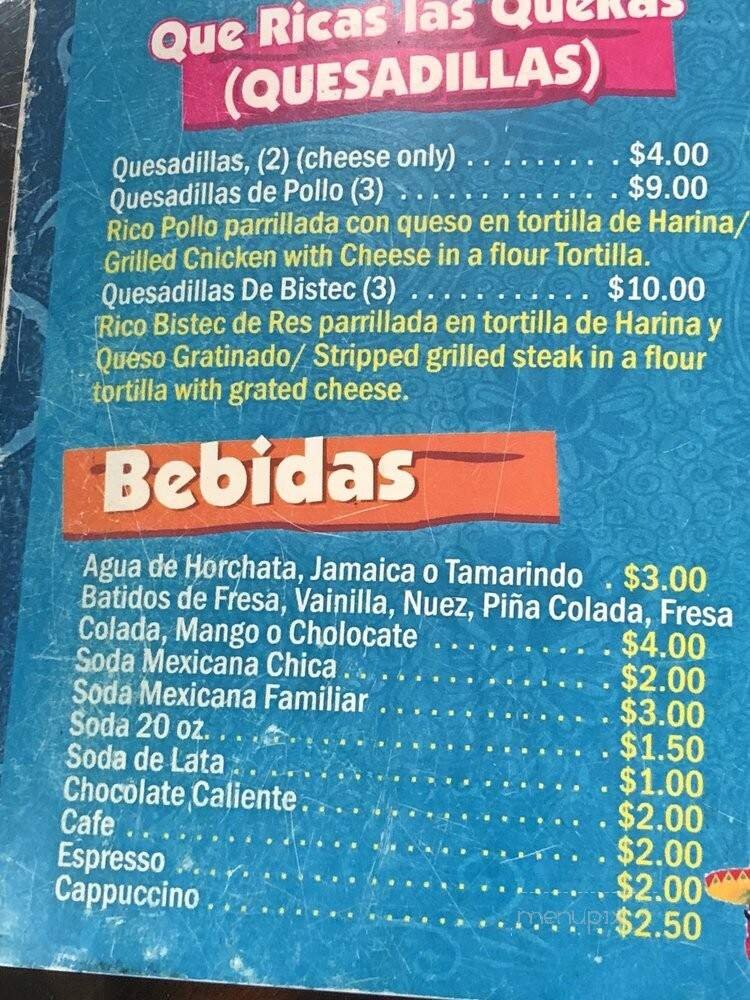 Que Ricas las Quekas
(QUESADILLAS)
Quesadillas, (2) (cheese only) . . . . . . . . . $4.00
Quesadillas de Pollo (3) . . . . . . . . . . . . . $9.00
Rico Pollo parrillada con queso en tortilla de Harina/
Grilled Chicken with Cheese in a flour Tortilla.
Quesadillas De Bistec (3) . . . . . . . . . . . $10.00
Rico Bistec de Res parrillada en tortilla de Harina y
Queso Gratinado/ Stripped grilled steak in a flour
tortilla with grated cheese.
Bebidas
Agua de Horchata, Jamaica o Tamarindo . $3.00
Batidos de Fresa, Vainilla, Nuez, Piña Colada, Fresa
Colada, Mango o Cholocate . . . . . . . . . . $4.00
Soda Mexicana Chica . . . . . . . . . . . . . . $2.00
Soda Mexicana Familiar . . . . . . . . . . . . . $3.00
Soda 20 oz. . . . . . . . . . . . . . . . . . . . . . $1.50
Soda de Lata . . . . . . . . . . . . . . . . . . . . $1.00
Chocolate Caliente . . . . . . . . . . . . . . . . $2.00
Cafe . . . . . . . . . . . . . . . . . . . . . . . . . $2.00
Espresso . . . . . . . . . . . . . . . . . . . . . . $2.00
Cappuccino . . . . . . . . . . . . . . . . . . . . $2.50
menupix